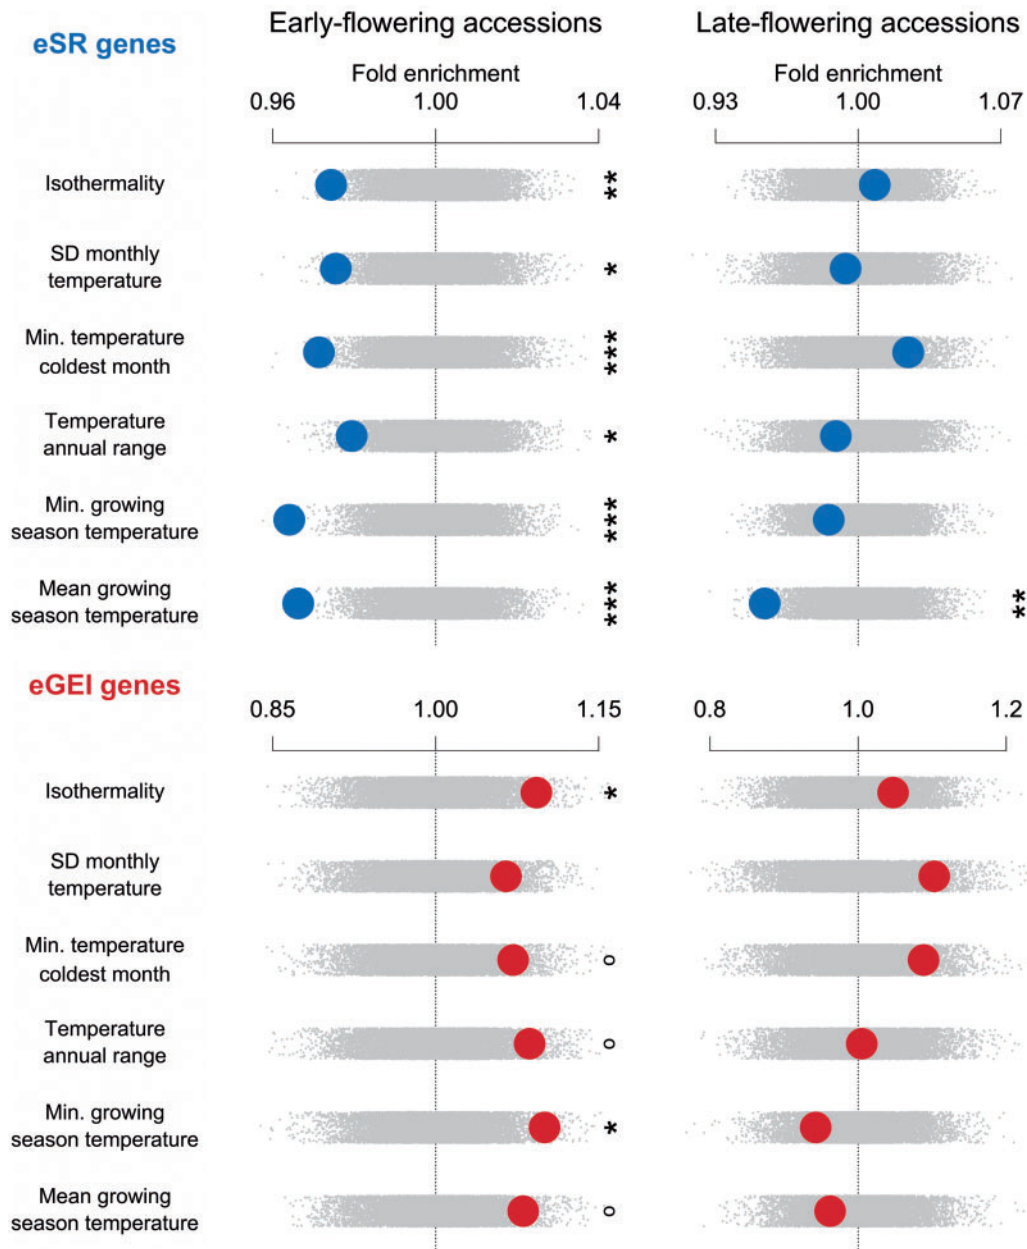 Early-flowering accessions
Late-flowering accessions
eSR genes
Fold enrichment
Fold enrichment
0.96
1.00
1.04
0.93
1.00
1.07
Isothermality
**
SD monthly
temperature
*
Min. temperature
coldest month
***
Temperature
annual range
*
Min. growing
season temperature
***
Mean growing
season temperature
***
**
eGEI genes
0.85
1.00
1.15
0.8
1.0
1.2
Isothermality
*
SD monthly
temperature
Min. temperature
coldest month
o
Temperature
annual range
o
Min. growing
season temperature
*
Mean growing
season temperature
o